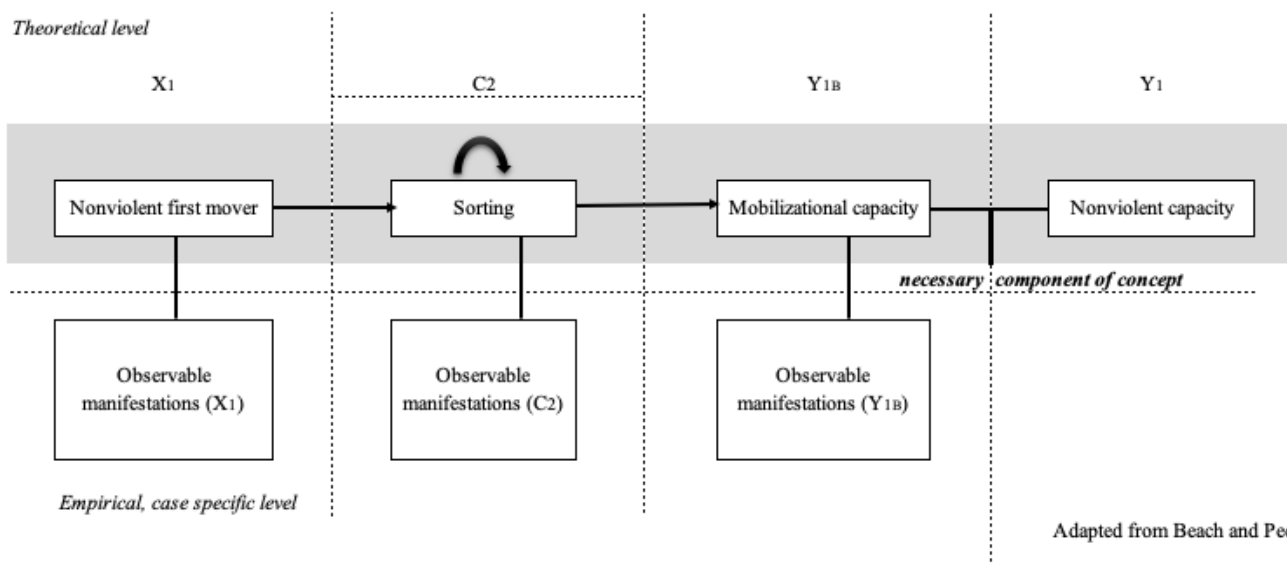 Theoretical level
X1
C2
Y1B
Y1
Nonviolent first mover
Sorting
Mobilizational capacity
Nonviolent capacity
necessary component of concept
Observable
manifestations (X1)
Observable
manifestations (C2)
Observable
manifestations (Y1B)
Empirical, case specific level
Adapted from Beach and